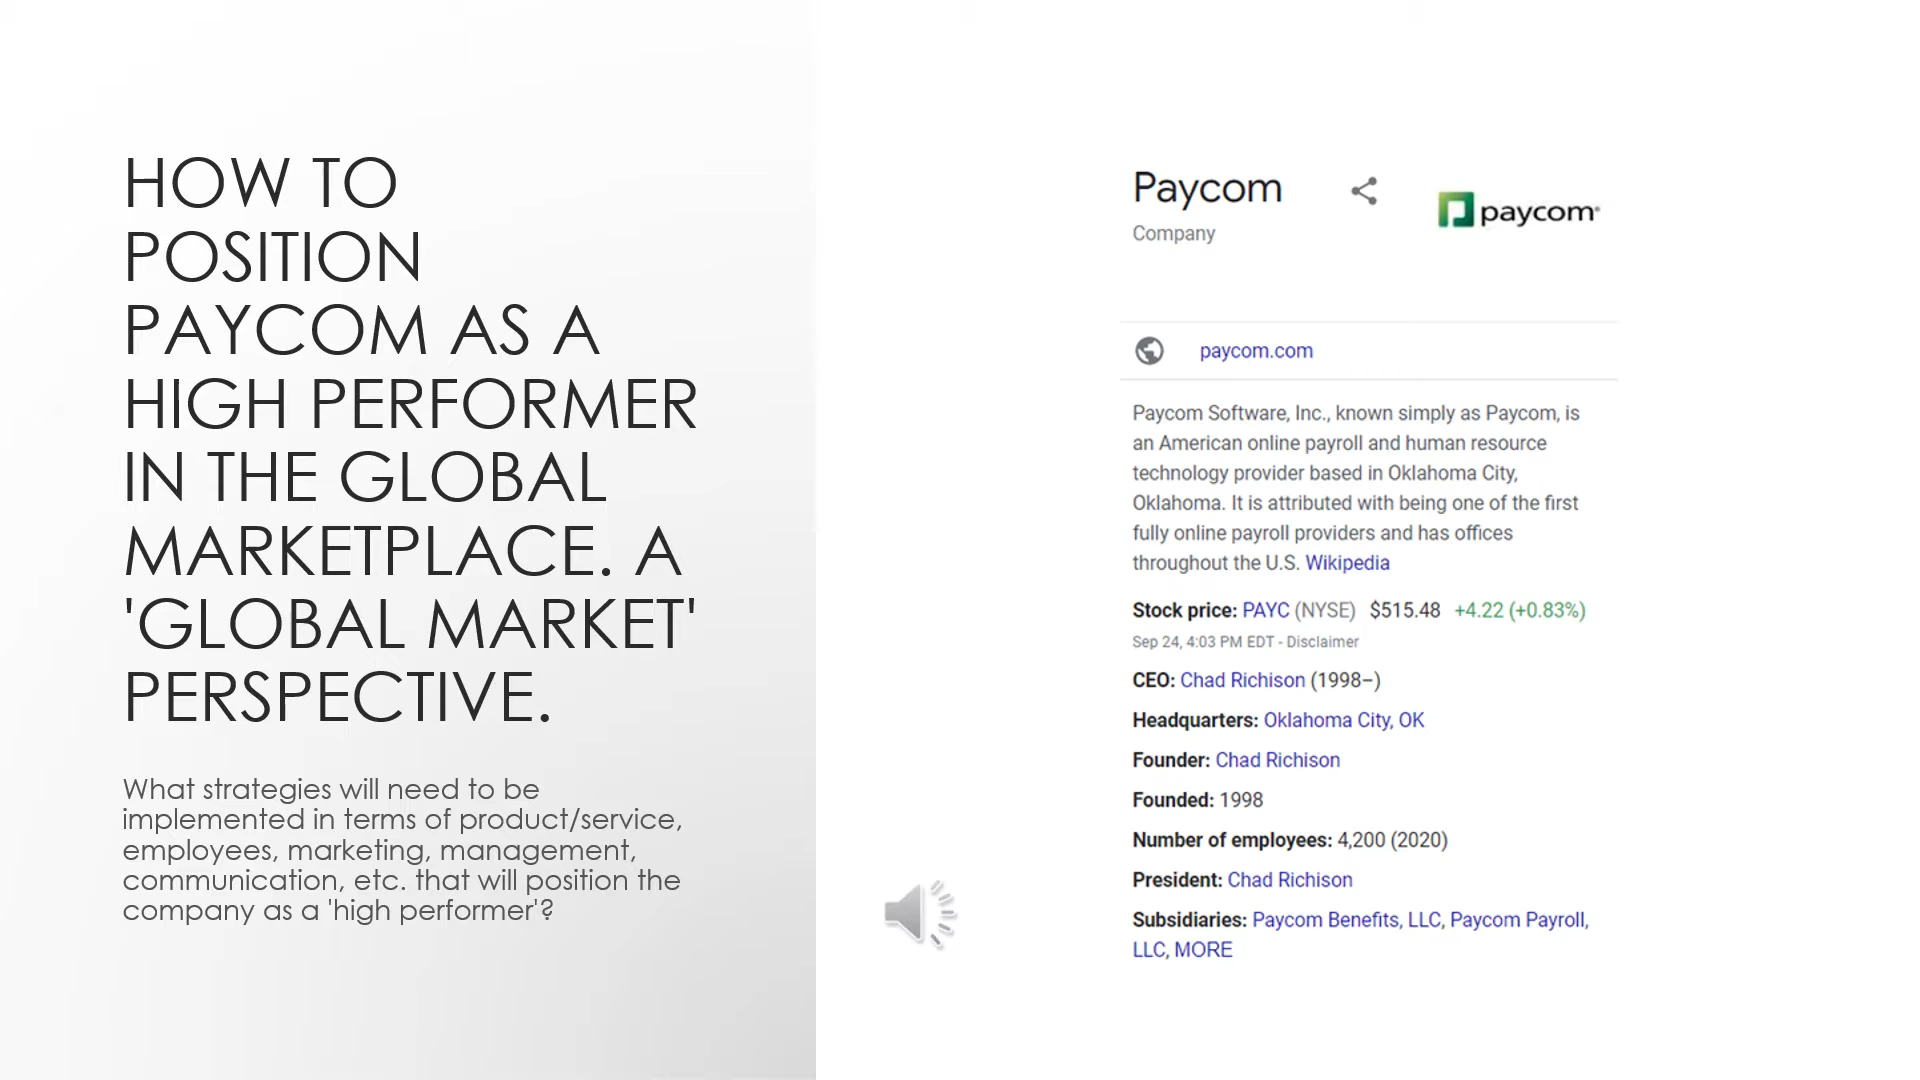 HOW TO
POSITION
PAYCOM AS A
HIGH PERFORMER
IN THE GLOBAL
MARKETPLACE. A
'GLOBAL MARKET'
PERSPECTIVE.
What strategies will need to be
implemented in terms of product/service,
employees, marketing, management,
communication, etc. that will position the
company as a 'high performer'?
Paycom
Company
paycom®
paycom.com
Paycom Software, Inc., known simply as Paycom, is
an American online payroll and human resource
technology provider based in Oklahoma City,
Oklahoma. It is attributed with being one of the first
fully online payroll providers and has offices
throughout the U.S. Wikipedia
Stock price: PAYC (NYSE) $515.48 +4.22 (+0.83%)
Sep 24, 4:03 PM EDT - Disclaimer
CEO: Chad Richison (1998–)
Headquarters: Oklahoma City, OK
Founder: Chad Richison
Founded: 1998
Number of employees: 4,200 (2020)
President: Chad Richison
Subsidiaries: Paycom Benefits, LLC, Paycom Payroll,
LLC, MORE